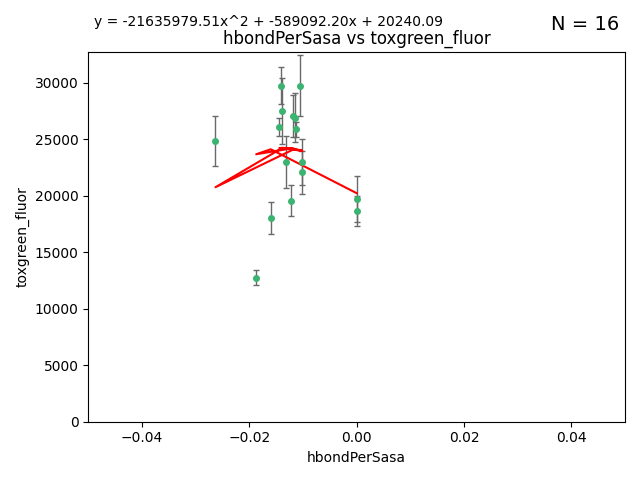 y = -21635979.51x^2 + -589092.20x + 20240.09
N = 16
hbondPerSasa vs toxgreen_fluor
30000
25000
20000
15000
10000
5000
0
toxgreen_fluor
−0.04
−0.02
0.00
0.02
0.04
hbondPerSasa